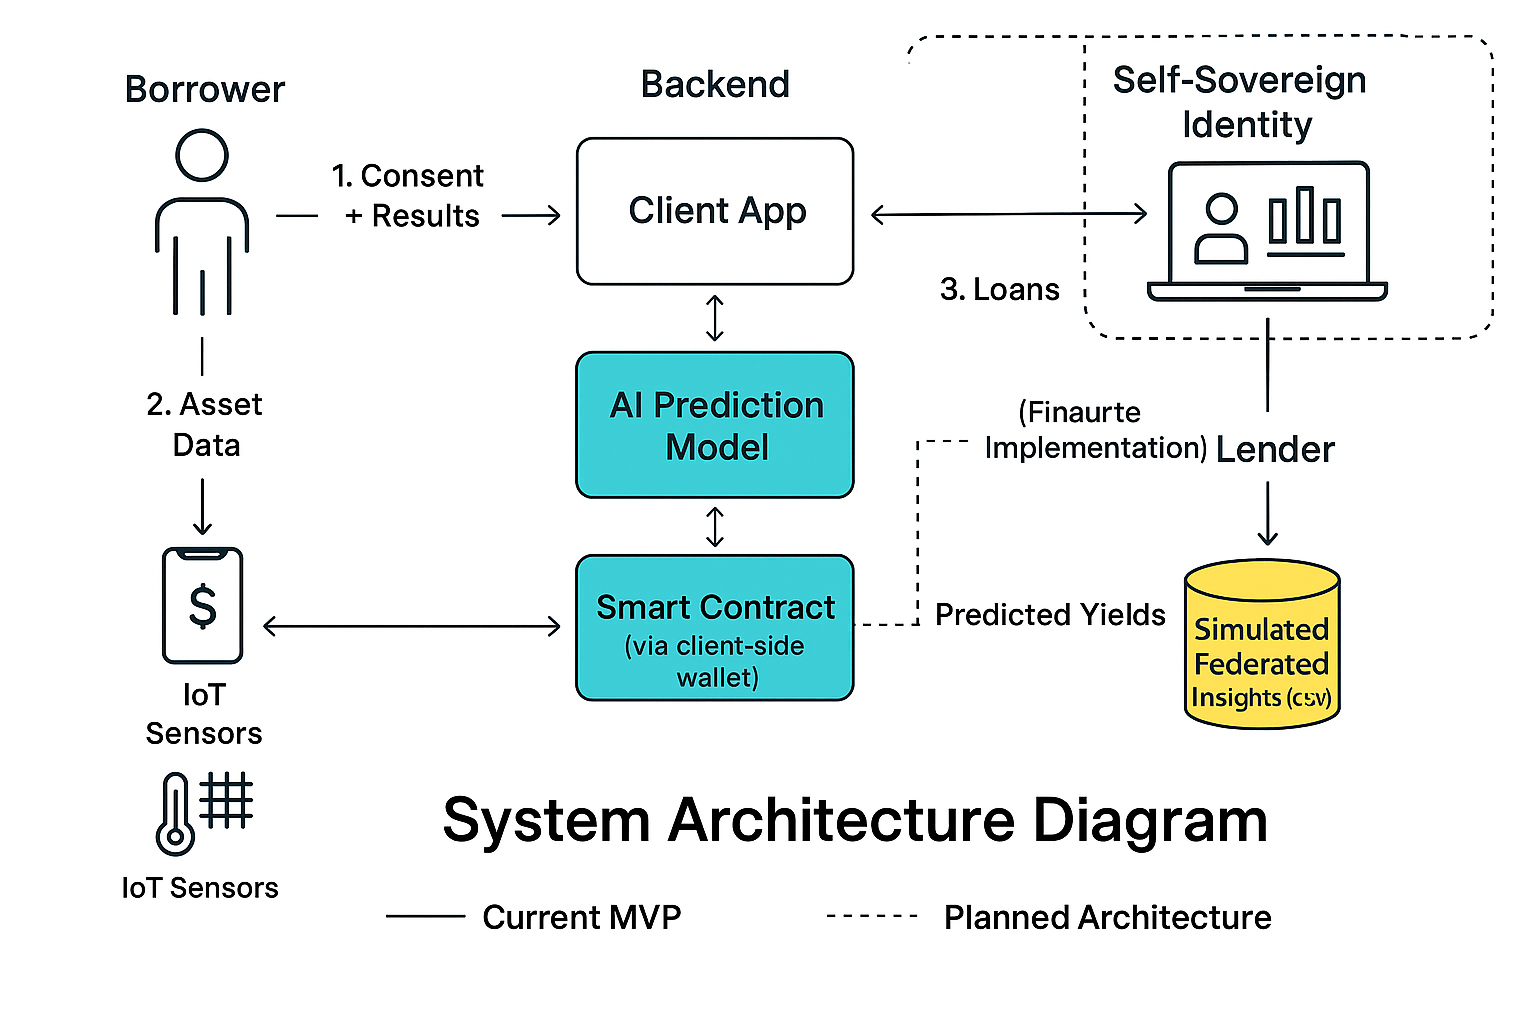 Borrower
Backend
Self-Sovereign
Identity
1. Consent
+ Results
Client App
3. Loans
2. Asset
Data
AI Prediction
Model
(Finaurte
Implementation)
Lender
$
Smart Contract
(via client-side
wallet)
Predicted Yields
Simulated
Federated
Insights (csv)
IoT
Sensors
IoT Sensors
System Architecture Diagram
Current MVP
Planned Architecture